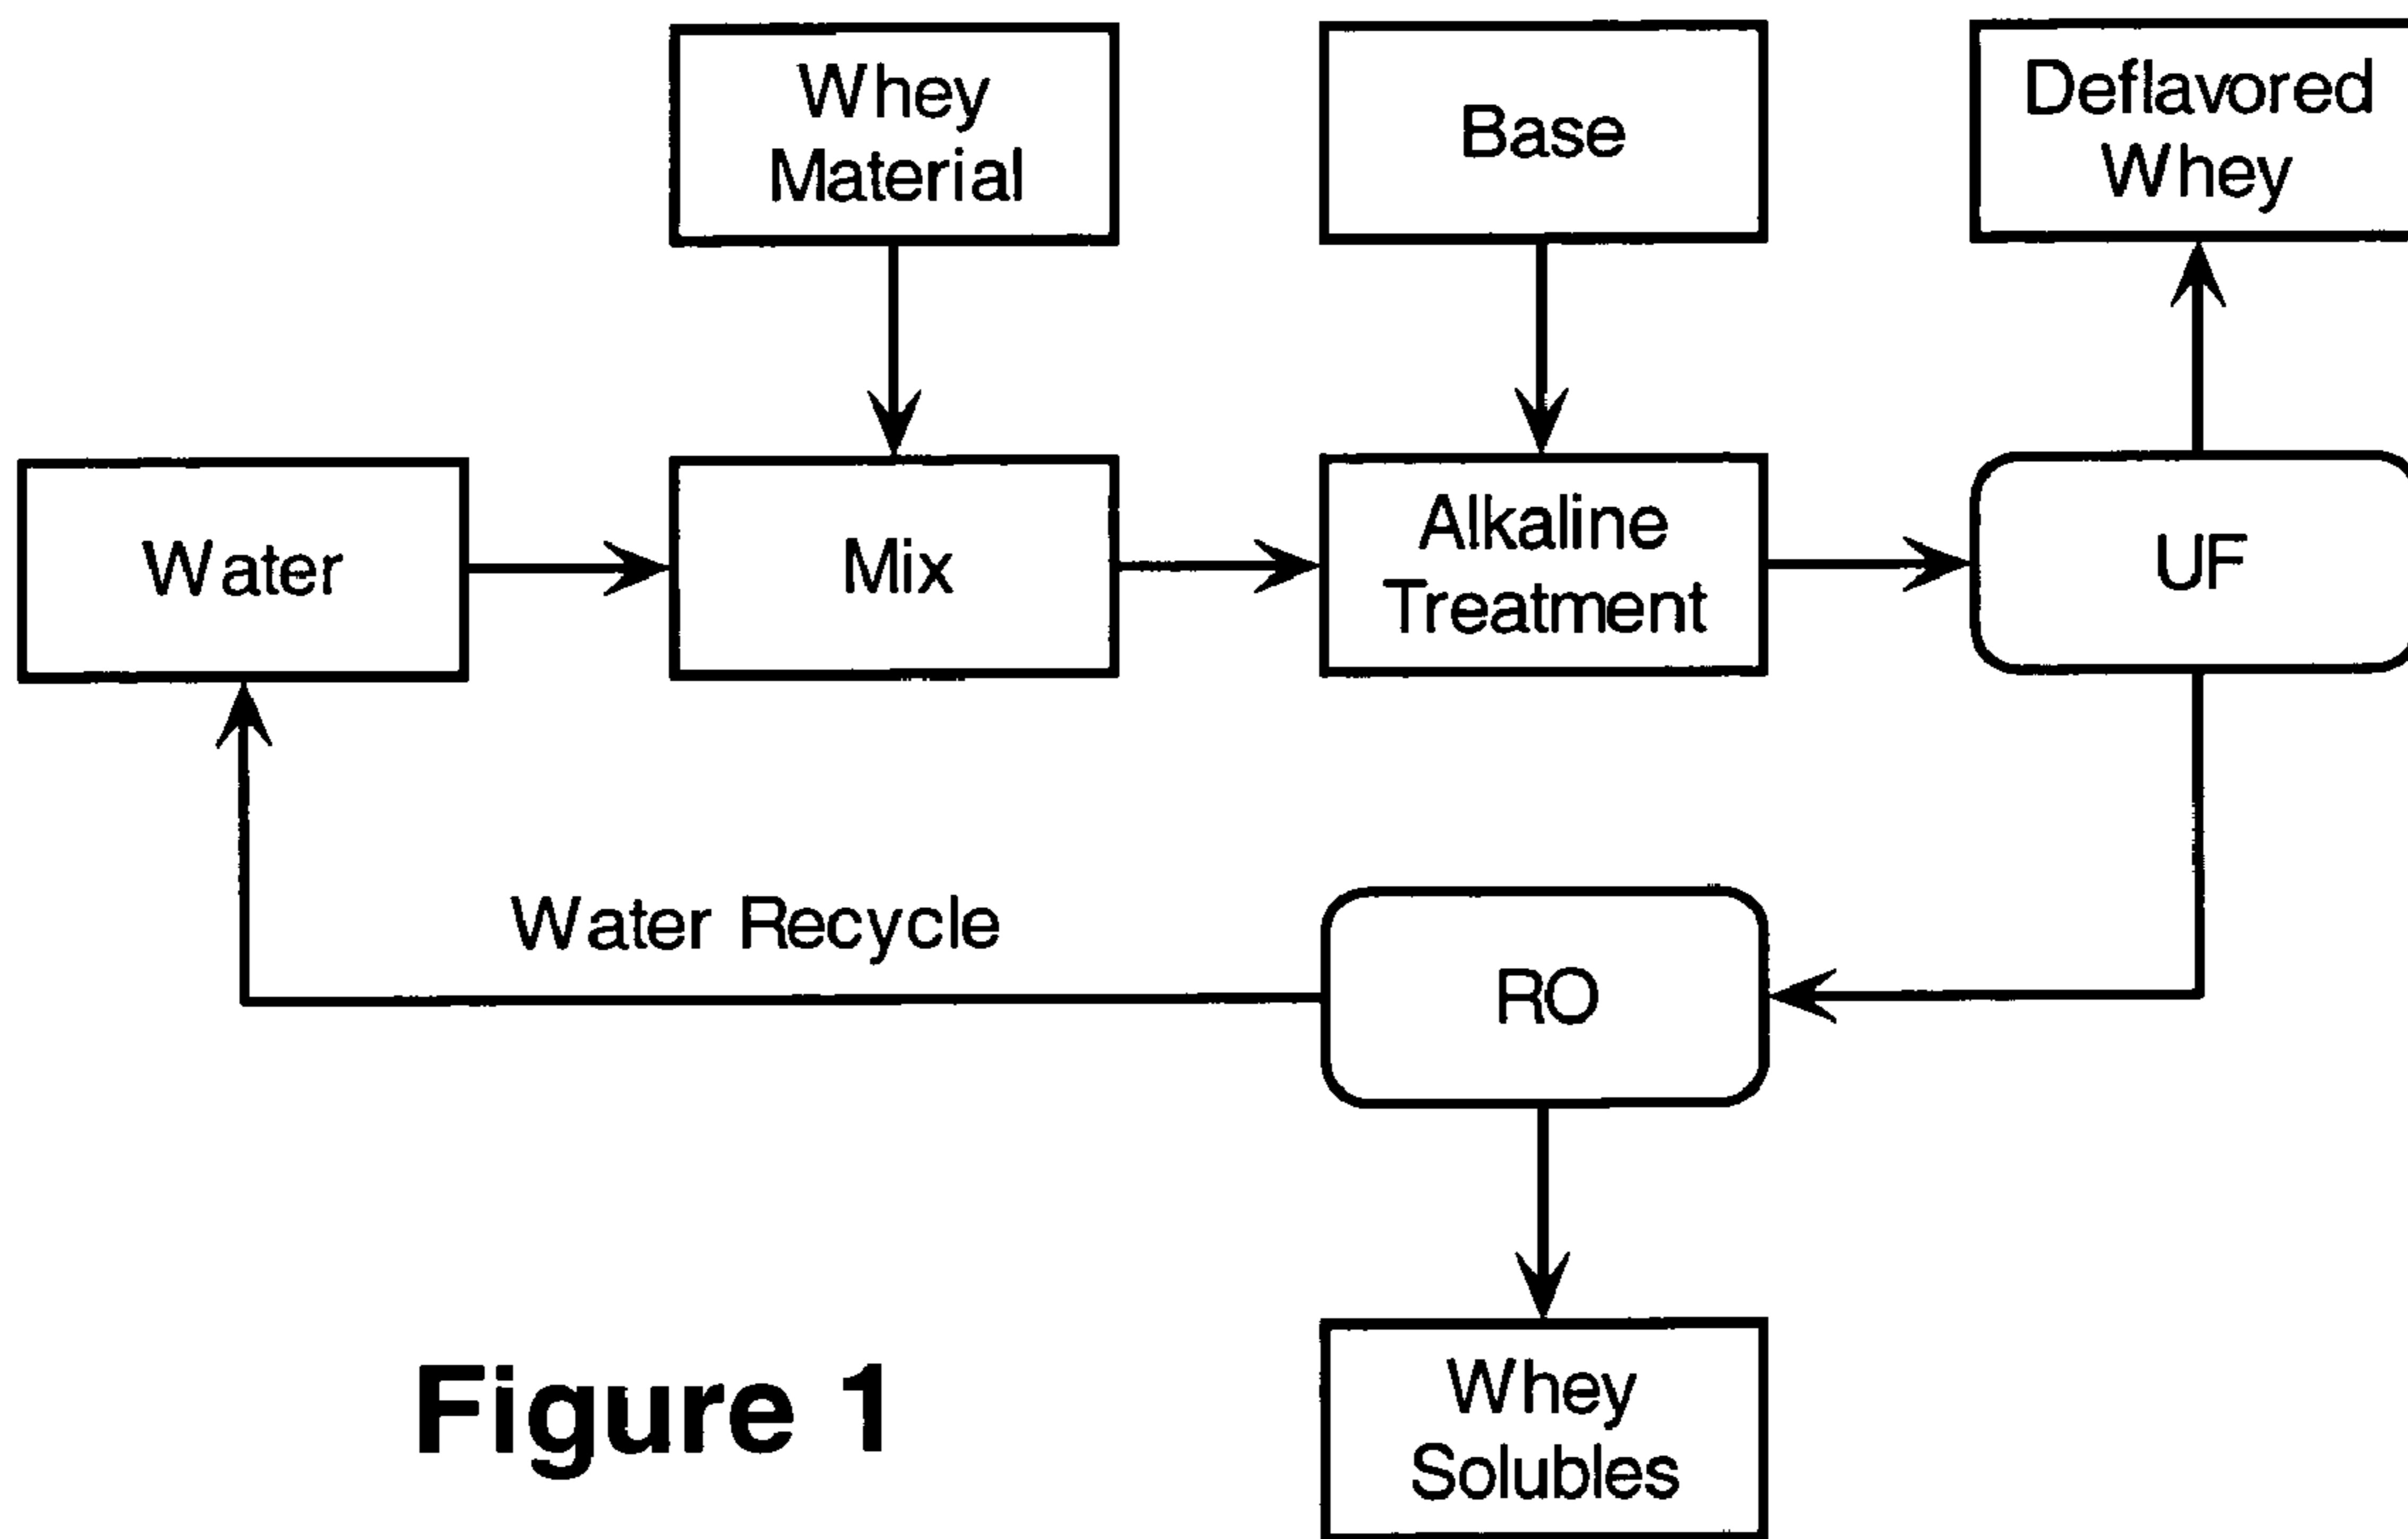 Whey
Material
Base
Deflavored
Whey
Water
Mix
Alkaline
Treatment
UF
Water Recycle
RO
Whey
Solubles
Figure 1